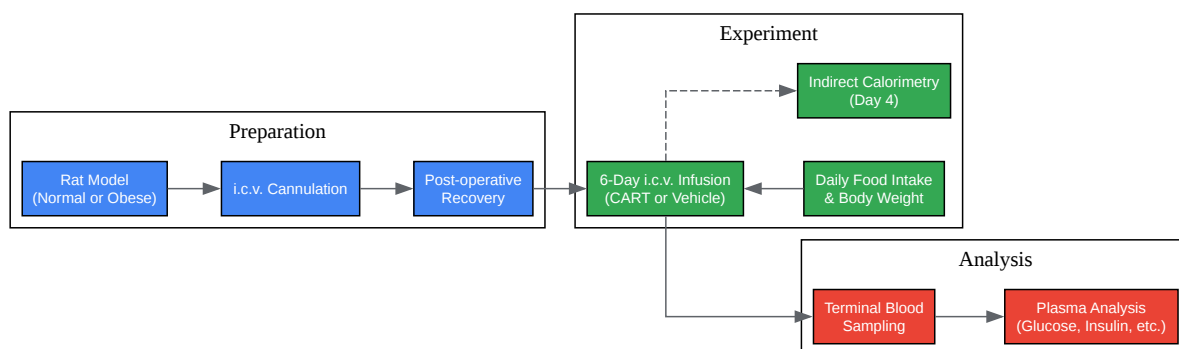 Preparation
Rat Model
(Normal or Obese)
i.c.v. Cannulation
Post-operative
Recovery
Experiment
Indirect Calorimetry
(Day 4)
6-Day i.c.v. Infusion
(CART or Vehicle)
Daily Food Intake
& Body Weight
Analysis
Terminal Blood
Sampling
Plasma Analysis
(Glucose, Insulin, etc.)